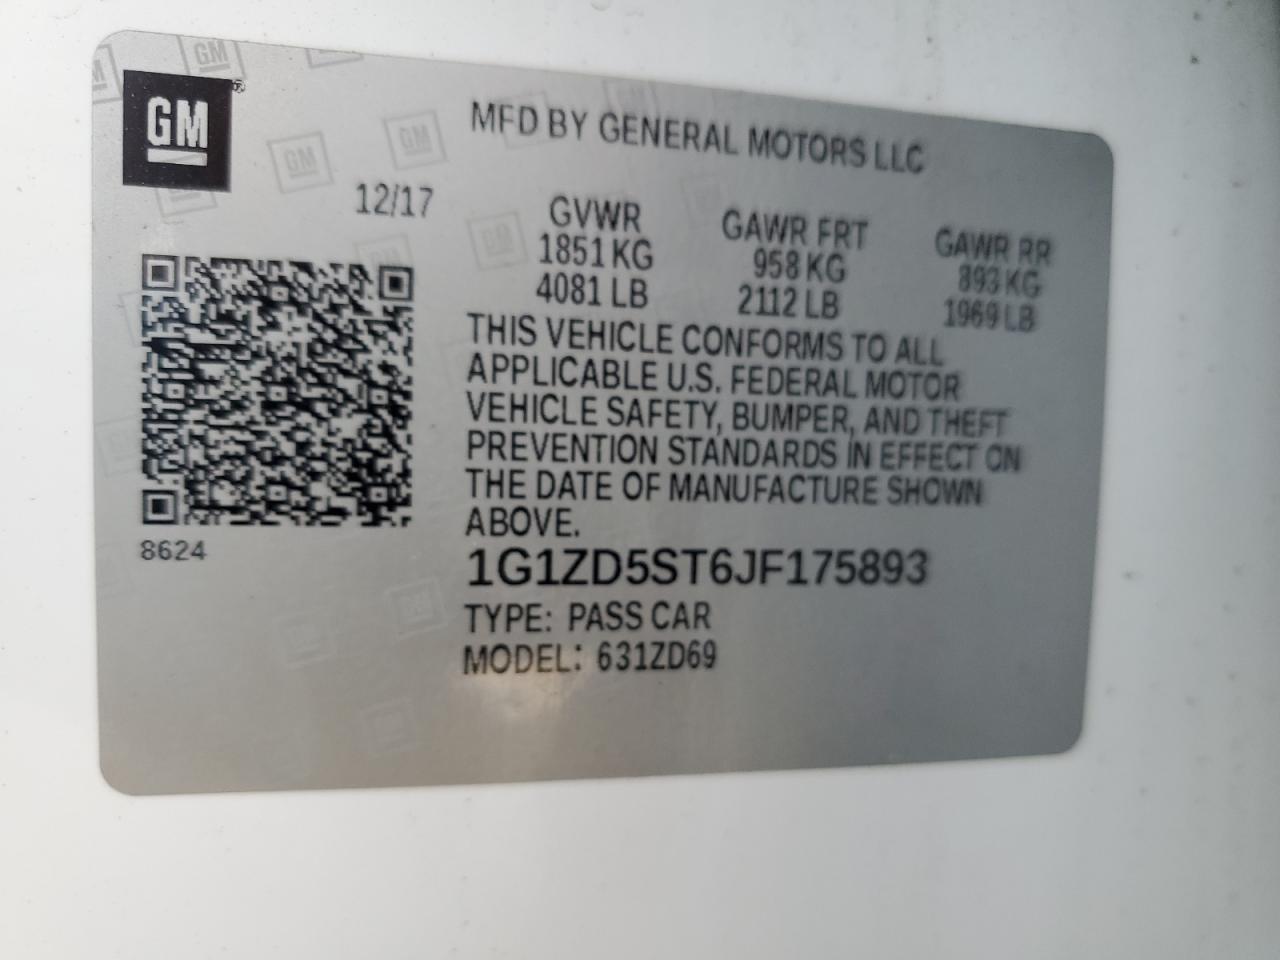 GM
MFD BY GENERAL MOTORS LLC
12/17
GVWR GAWR FRT GAWR RR
1851 KG 958 KG 893 KG
4081 LB 2112 LB 1969 LB
THIS VEHICLE CONFORMS TO ALL
APPLICABLE U.S. FEDERAL MOTOR
VEHICLE SAFETY, BUMPER, AND THEFT
PREVENTION STANDARDS IN EFFECT ON
THE DATE OF MANUFACTURE SHOWN
ABOVE.
8624
1G1ZD5ST6JF175893
TYPE: PASS CAR
MODEL: 631ZD69